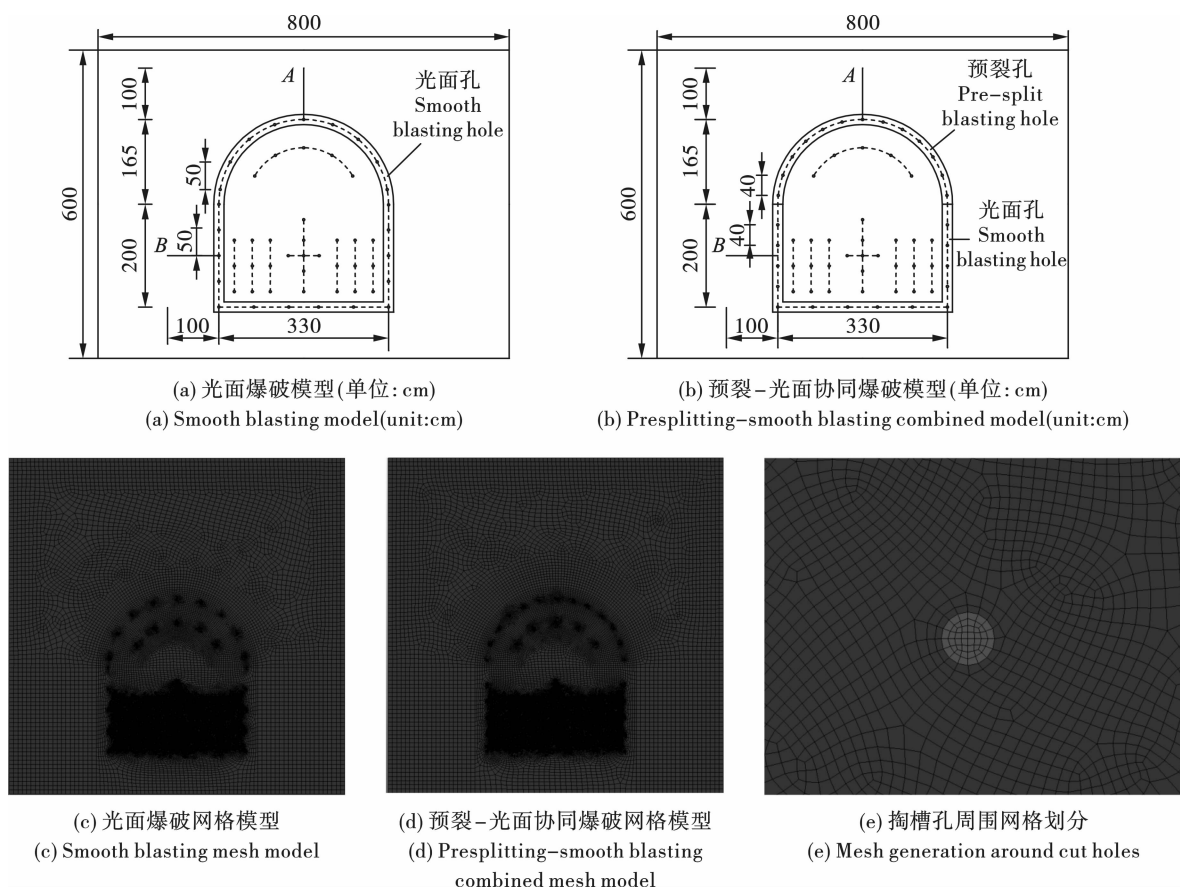 800
600
100
165
200
50
50
A
B
光面孔
Smooth
blasting hole
100
330
(a) 光面爆破模型(单位: cm)
(a) Smooth blasting model(unit:cm)
800
600
100
165
200
40
40
A
B
预裂孔
Pre-split
blasting hole
光面孔
Smooth
blasting hole
100
330
(b) 预裂-光面协同爆破模型(单位: cm)
(b) Presplitting-smooth blasting combined model(unit:cm)
(c) 光面爆破网格模型
(c) Smooth blasting mesh model
(d) 预裂-光面协同爆破网格模型
(d) Presplitting-smooth blasting
combined mesh model
(e) 掏槽孔周围网格划分
(e) Mesh generation around cut holes